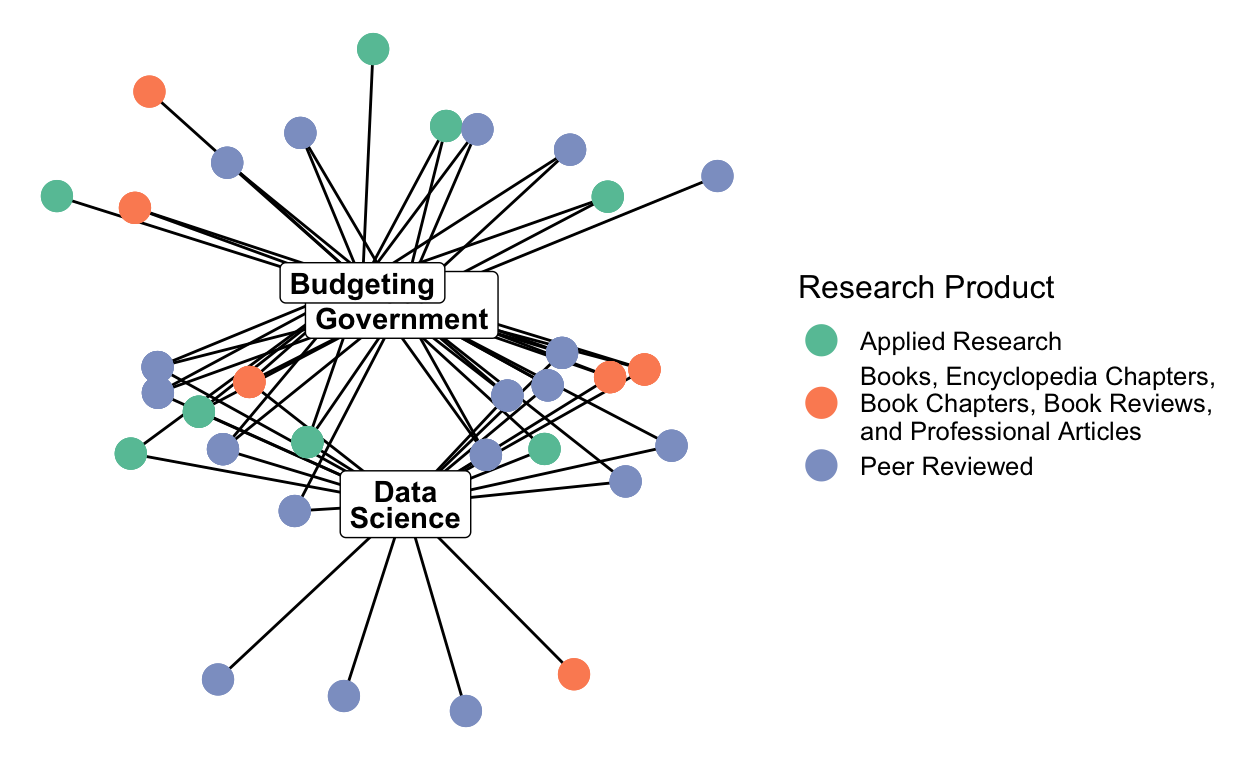 Budgeting
Government
Data
Science
Research Product
Applied Research
Books, Encyclopedia Chapters,
Book Chapters, Book Reviews,
and Professional Articles
Peer Reviewed